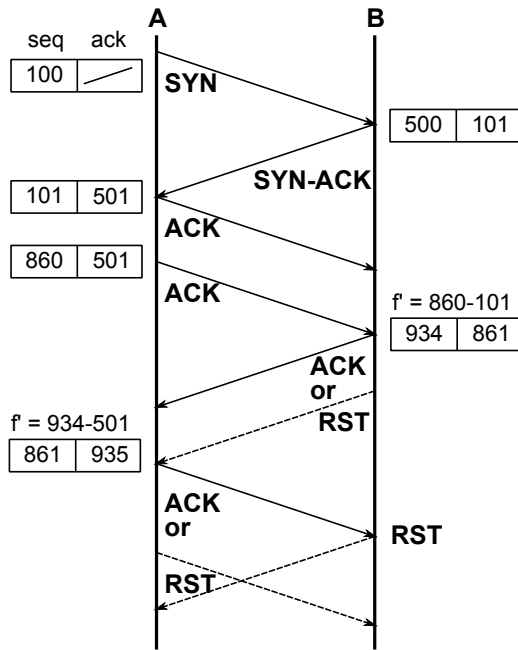 A B
seq ack
100
SYN
500 101
SYN-ACK
101 501
ACK
860 501
ACK
f' = 860-101
934 861
ACK
or
RST
f' = 934-501
861 935
ACK
or
RST
RST